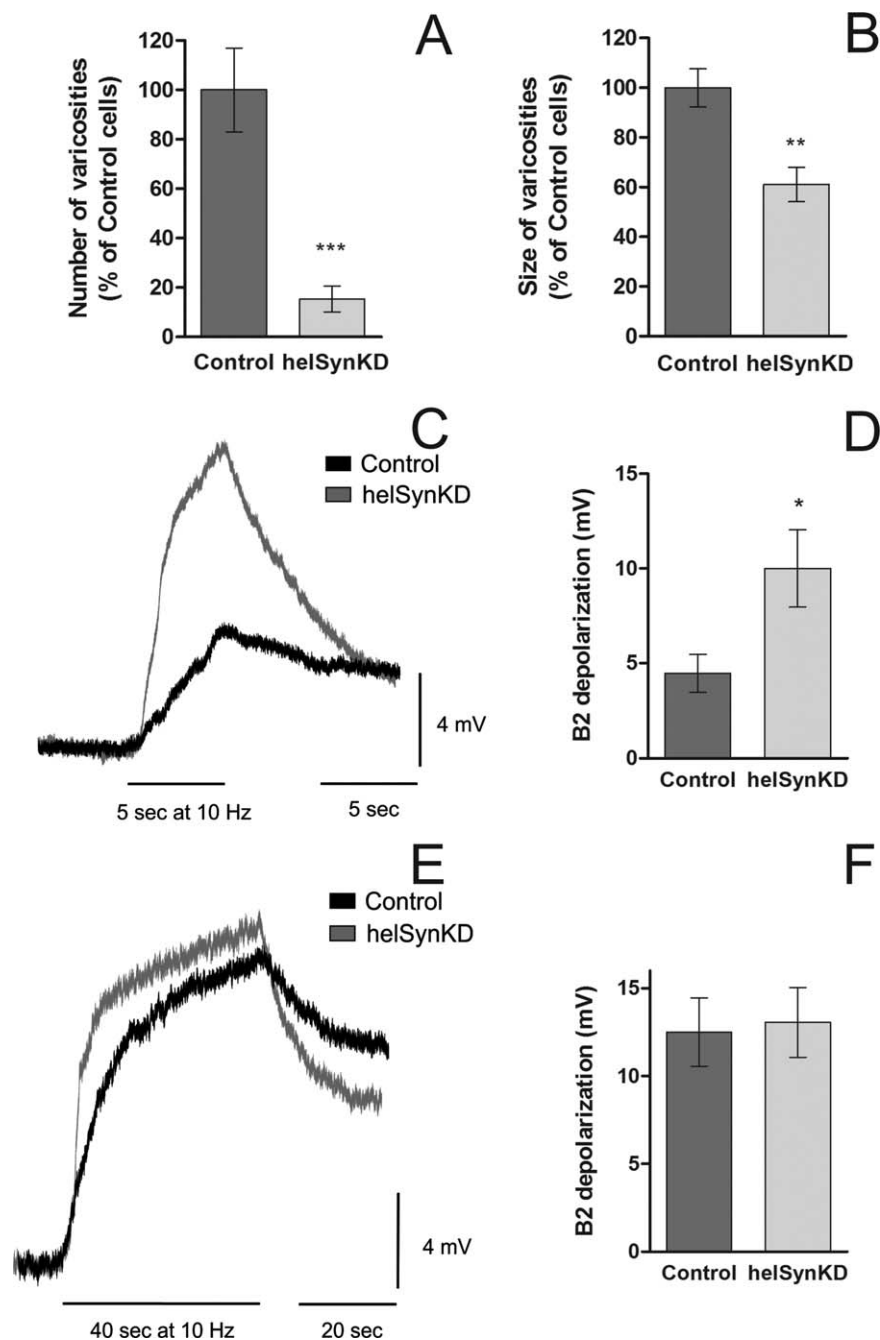 A
Number of varicosities
(% of Control cells)
120
100
80
60
40
20
0
***
Control helSynKD
B
Size of varicosities
(% of Control cells)
120
100
80
60
40
20
0
**
Control helSynKD
C
Control
helSynKD
4 mV
5 sec at 10 Hz
5 sec
D
B2 depolarization (mV)
15
10
5
0
*
Control helSynKD
E
Control
helSynKD
4 mV
40 sec at 10 Hz
20 sec
F
B2 depolarization (mV)
15
10
5
0
Control helSynKD